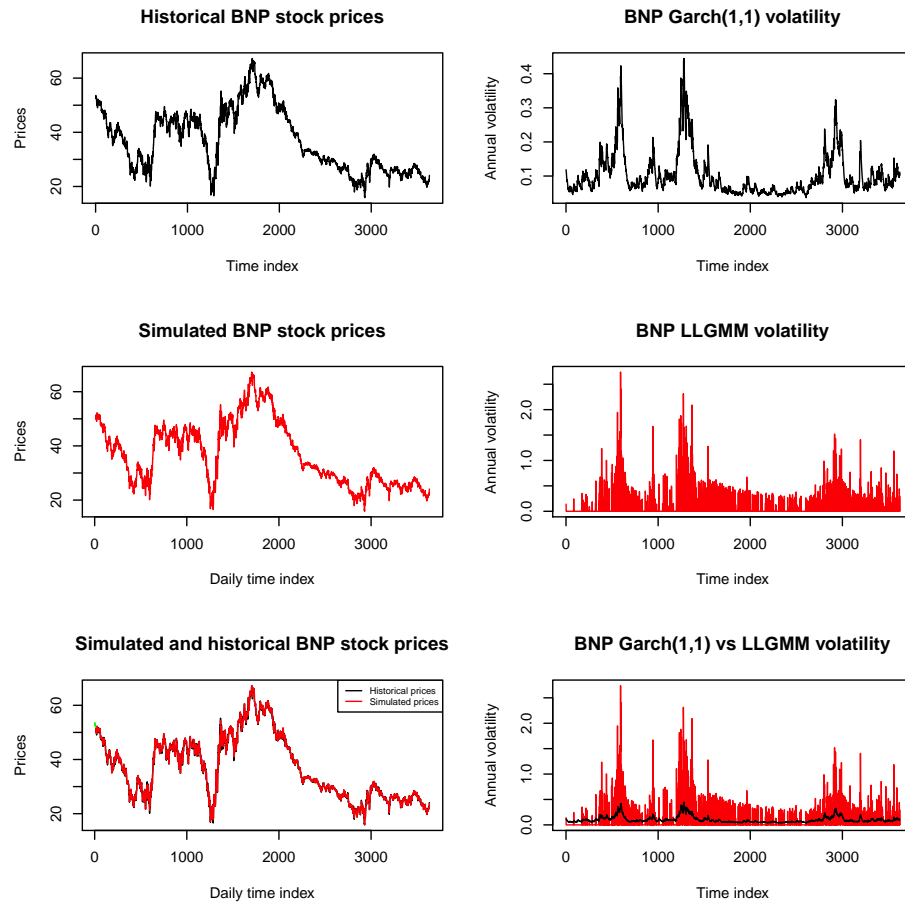 Historical BNP stock prices
Prices
20
40
60
0 1000 2000 3000
Time index
BNP Garch(1,1) volatility
Annual volatility
0.1
0.2
0.3
0.4
0 1000 2000 3000
Time index
Simulated BNP stock prices
Prices
20
40
60
0 1000 2000 3000
Daily time index
BNP LLGMM volatility
Annual volatility
0.0
1.0
2.0
0 1000 2000 3000
Time index
Simulated and historical BNP stock prices
Prices
20
40
60
Historical prices
Simulated prices
0 1000 2000 3000
Daily time index
BNP Garch(1,1) vs LLGMM volatility
Annual volatility
0.0
1.0
2.0
0 1000 2000 3000
Time index